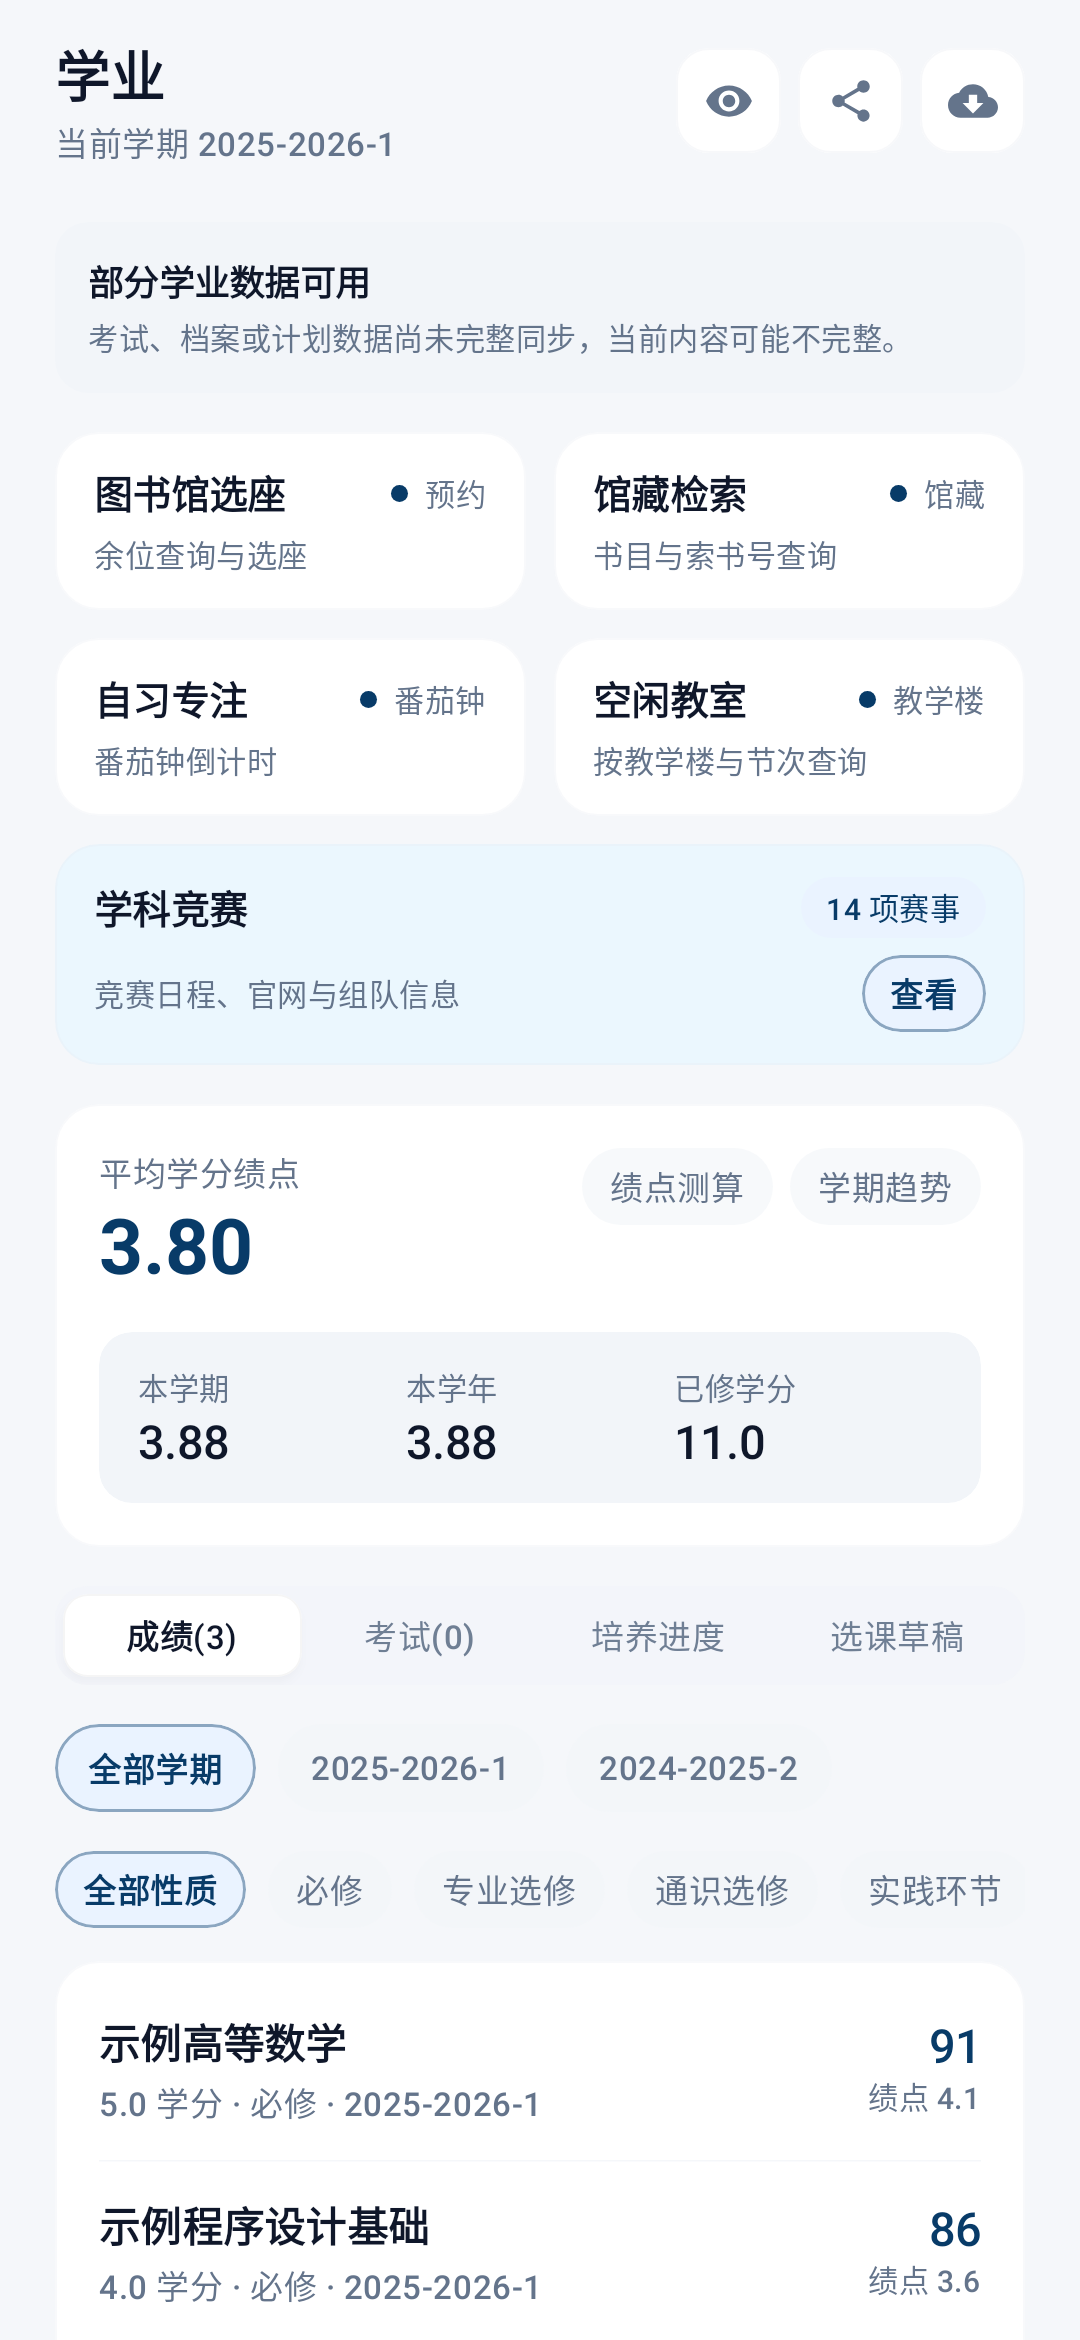 学业
当前学期 2025-2026-1
部分学业数据可用
考试、档案或计划数据尚未完整同步，当前内容可能不完整。
图书馆选座
预约
余位查询与选座
馆藏检索
馆藏
书目与索书号查询
自习专注
番茄钟
番茄钟倒计时
空闲教室
教学楼
按教学楼与节次查询
学科竞赛
14 项赛事
竞赛日程、官网与组队信息
查看
平均学分绩点
3.80
绩点测算
学期趋势
本学期
3.88
本学年
3.88
已修学分
11.0
成绩(3)
考试(0)
培养进度
选课草稿
全部学期
2025-2026-1
2024-2025-2
全部性质
必修
专业选修
通识选修
实践环节
示例高等数学
91
5.0 学分 · 必修 · 2025-2026-1
绩点 4.1
示例程序设计基础
86
4.0 学分 · 必修 · 2025-2026-1
绩点 3.6